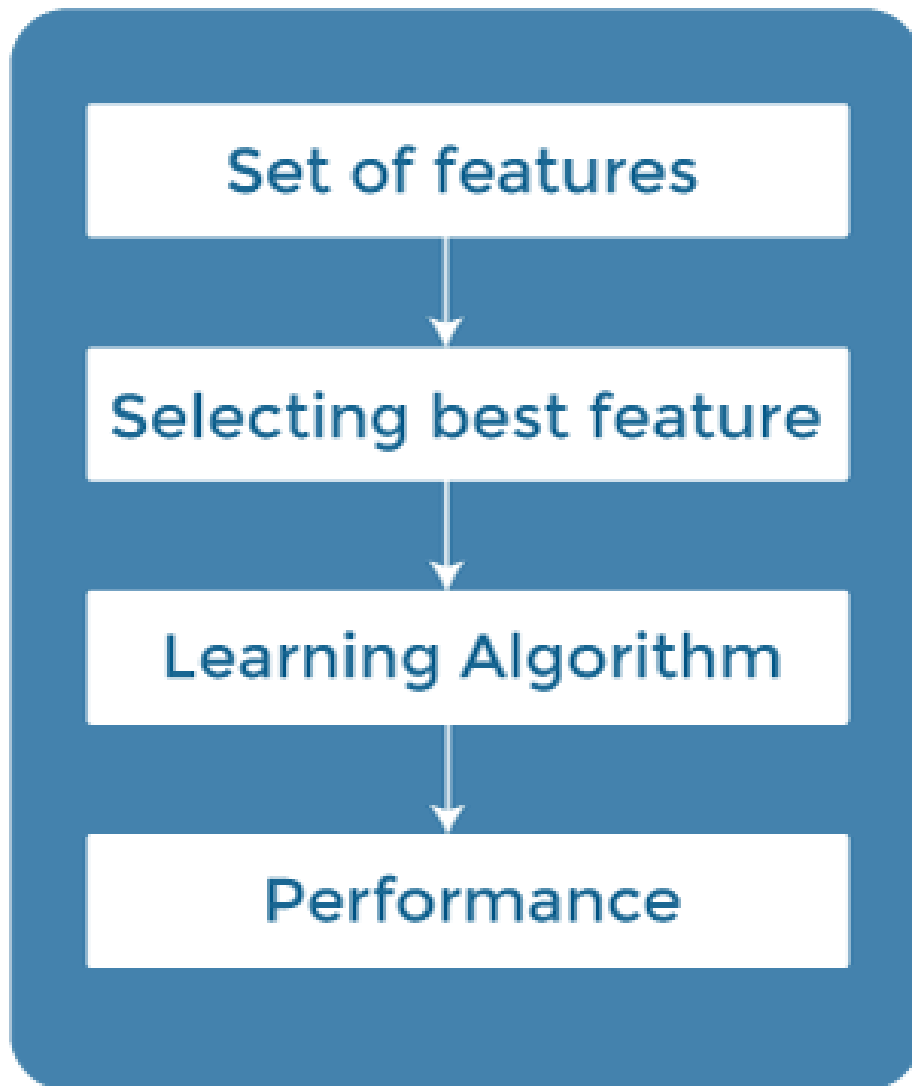 Set of features
Selecting best feature
Learning Algorithm
Performance